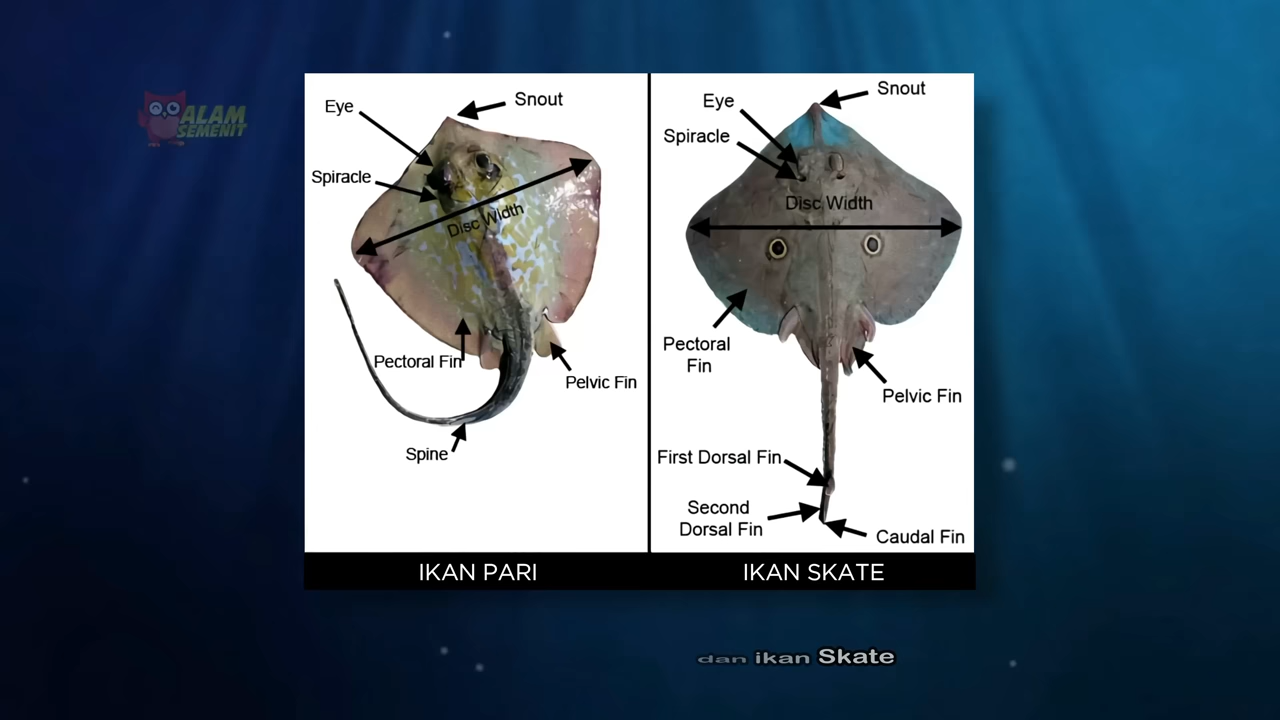 ALAM
SEMENIT
Eye
Snout
Spiracle
Disc Width
Pectoral Fin
Pelvic Fin
Spine
Snout
Eye
Spiracle
Disc Width
Pectoral
Fin
Pelvic Fin
First Dorsal Fin
Second
Dorsal Fin
Caudal Fin
IKAN PARI
IKAN SKATE
dan ikan Skate